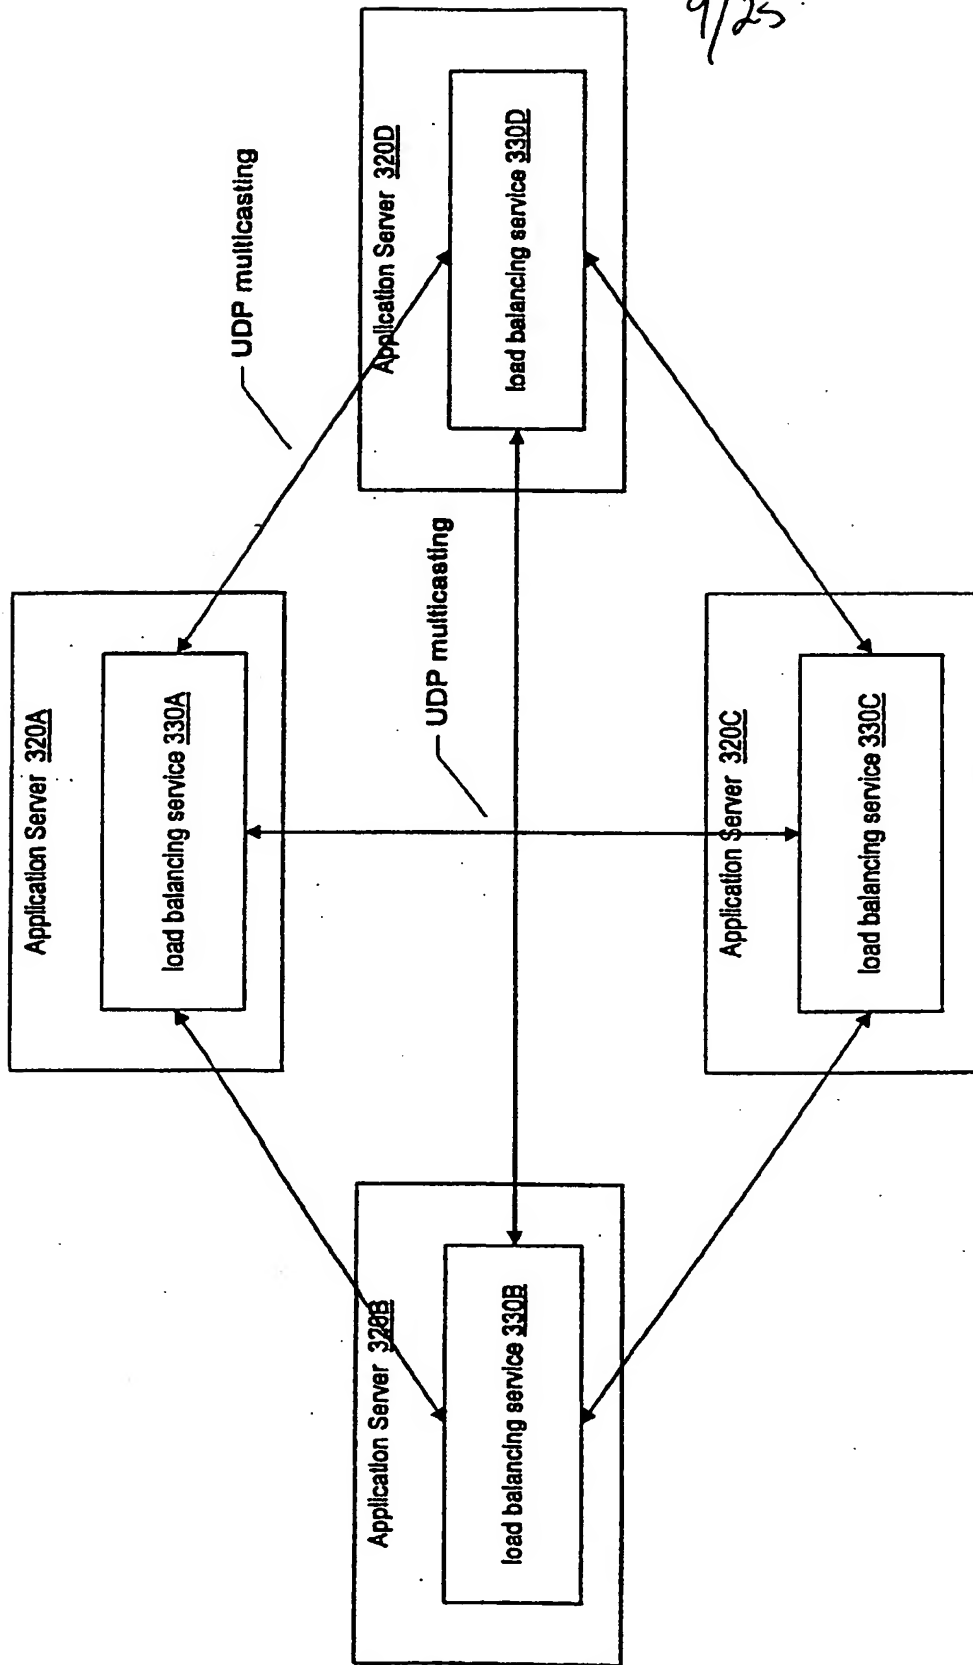 9/25
Application Server 320A
load balancing service 330A
UDP multicasting
Application Server 320B
load balancing service 330B
UDP multicasting
Application Server 320D
load balancing service 330D
Application Server 320C
load balancing service 330C